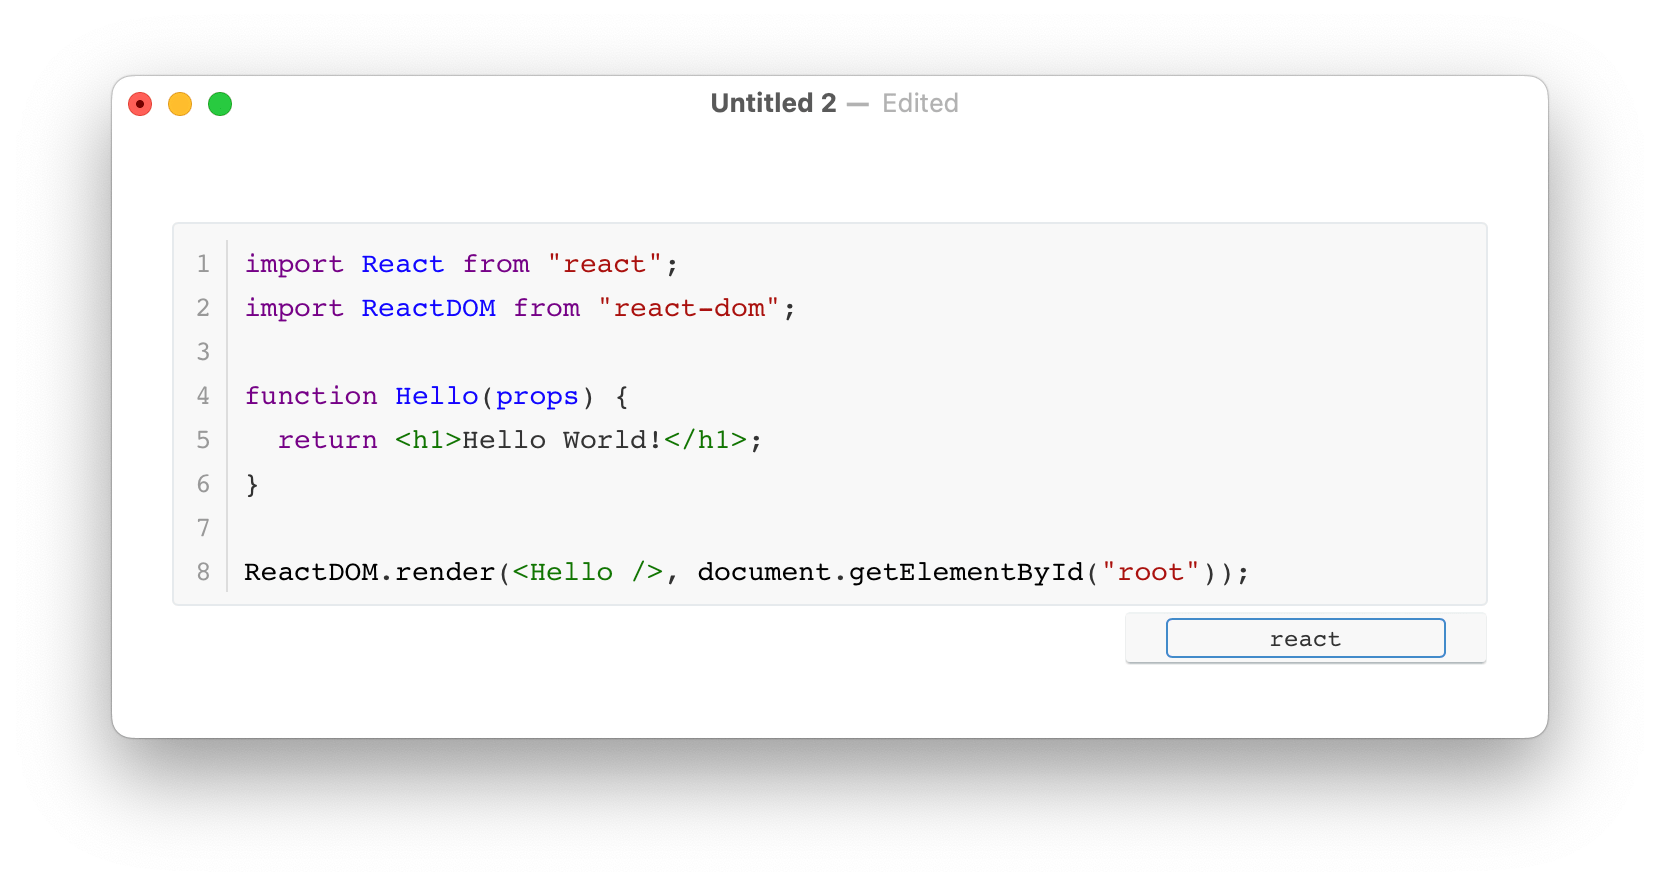 Untitled 2 — Edited
1 import React from "react";
2 import ReactDOM from "react-dom";
3
4 function Hello(props) {
5   return <h1>Hello World!</h1>;
6 }
7
8 ReactDOM.render(<Hello />, document.getElementById("root"));
react